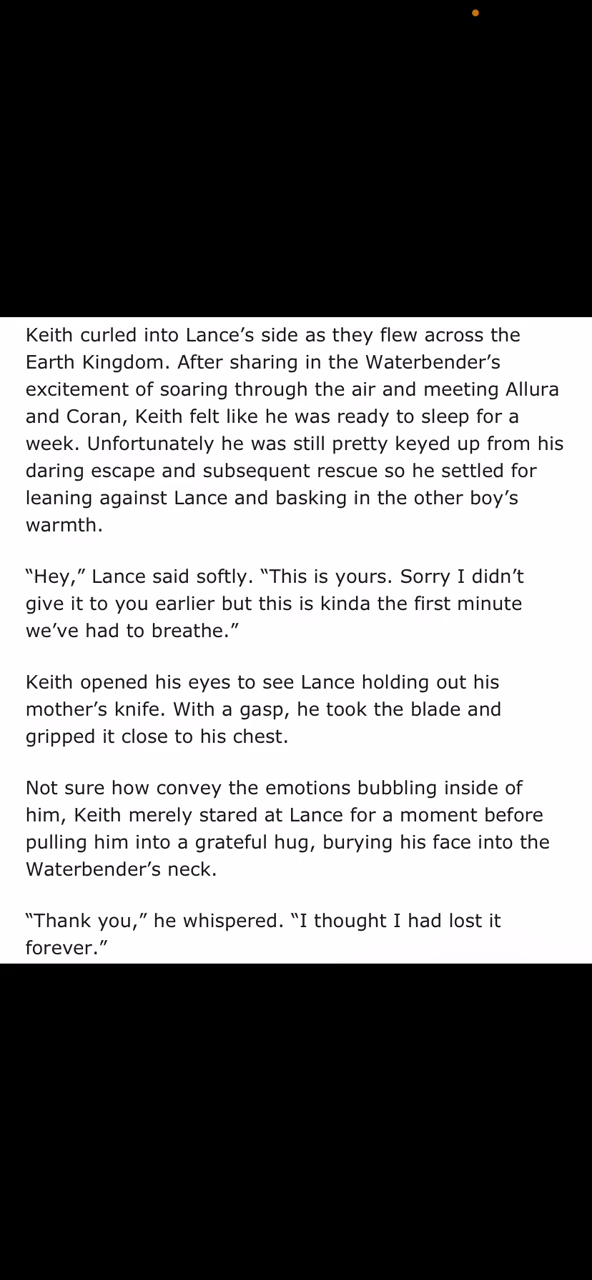 Keith curled into Lance’s side as they flew across the
Earth Kingdom. After sharing in the Waterbender’s
excitement of soaring through the air and meeting Allura
and Coran, Keith felt like he was ready to sleep for a
week. Unfortunately he was still pretty keyed up from his
daring escape and subsequent rescue so he settled for
leaning against Lance and basking in the other boy’s
warmth.
“Hey,” Lance said softly. “This is yours. Sorry I didn’t
give it to you earlier but this is kinda the first minute
we’ve had to breathe.”
Keith opened his eyes to see Lance holding out his
mother’s knife. With a gasp, he took the blade and
gripped it close to his chest.
Not sure how convey the emotions bubbling inside of
him, Keith merely stared at Lance for a moment before
pulling him into a grateful hug, burying his face into the
Waterbender’s neck.
“Thank you,” he whispered. “I thought I had lost it
forever.”